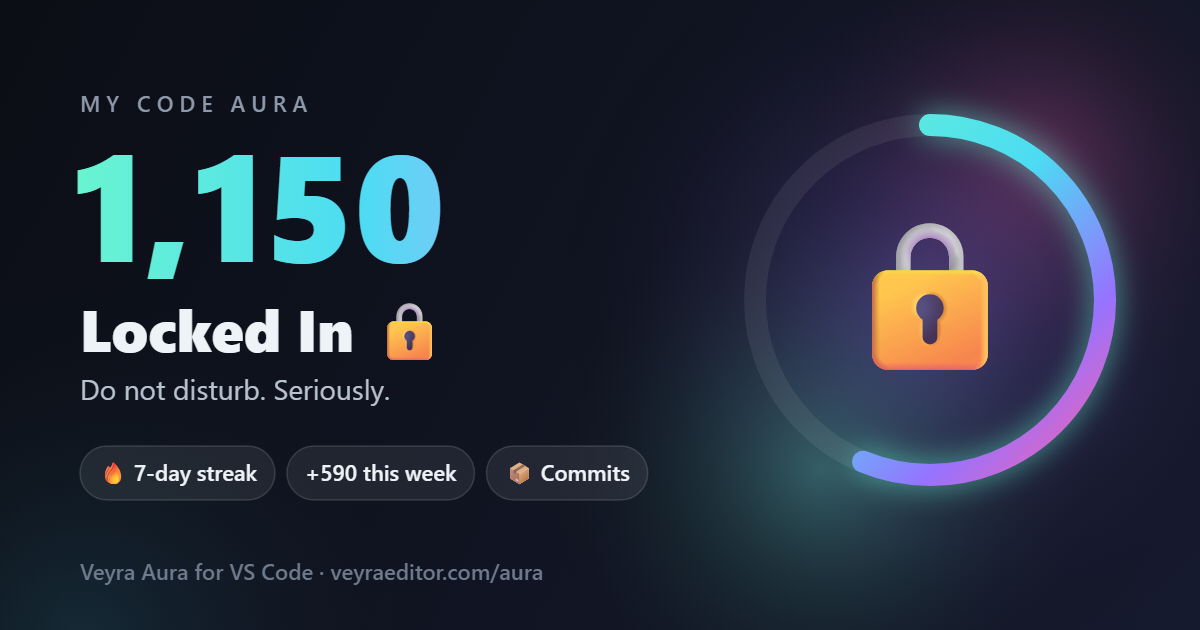 MY CODE AURA
1,150
Locked In 🔒
Do not disturb. Seriously.
🔥 7-day streak
+590 this week
📦 Commits
Veyra Aura for VS Code · veyraeditor.com/aura